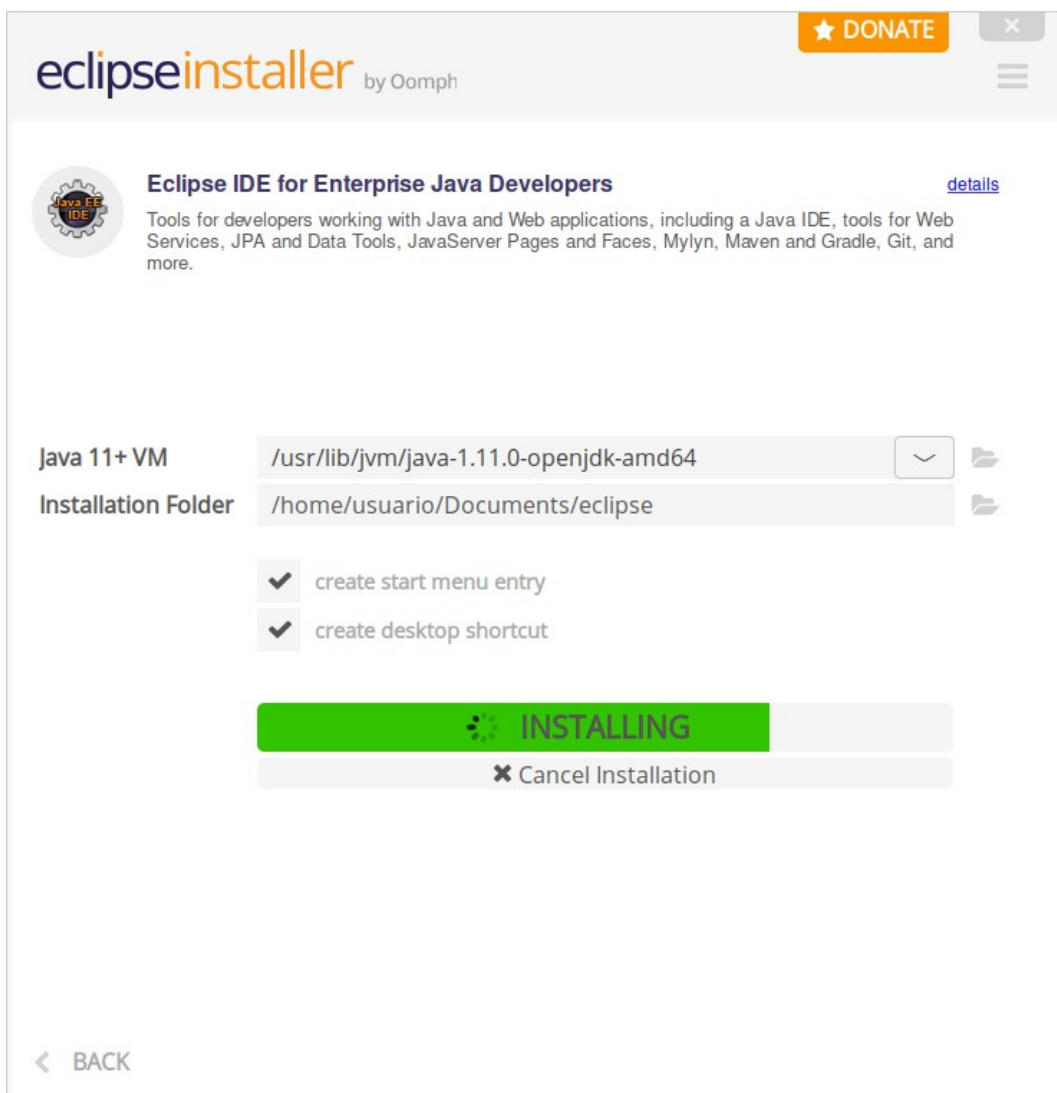 ★ DONATE
eclipseinstaller by Oomph
Java EE
IDE
Eclipse IDE for Enterprise Java Developers
details
Tools for developers working with Java and Web applications, including a Java IDE, tools for Web
Services, JPA and Data Tools, JavaServer Pages and Faces, Mylyn, Maven and Gradle, Git, and
more.
Java 11+ VM /usr/lib/jvm/java-1.11.0-openjdk-amd64
Installation Folder /home/usuario/Documents/eclipse
create start menu entry
create desktop shortcut
INSTALLING
Cancel Installation
BACK